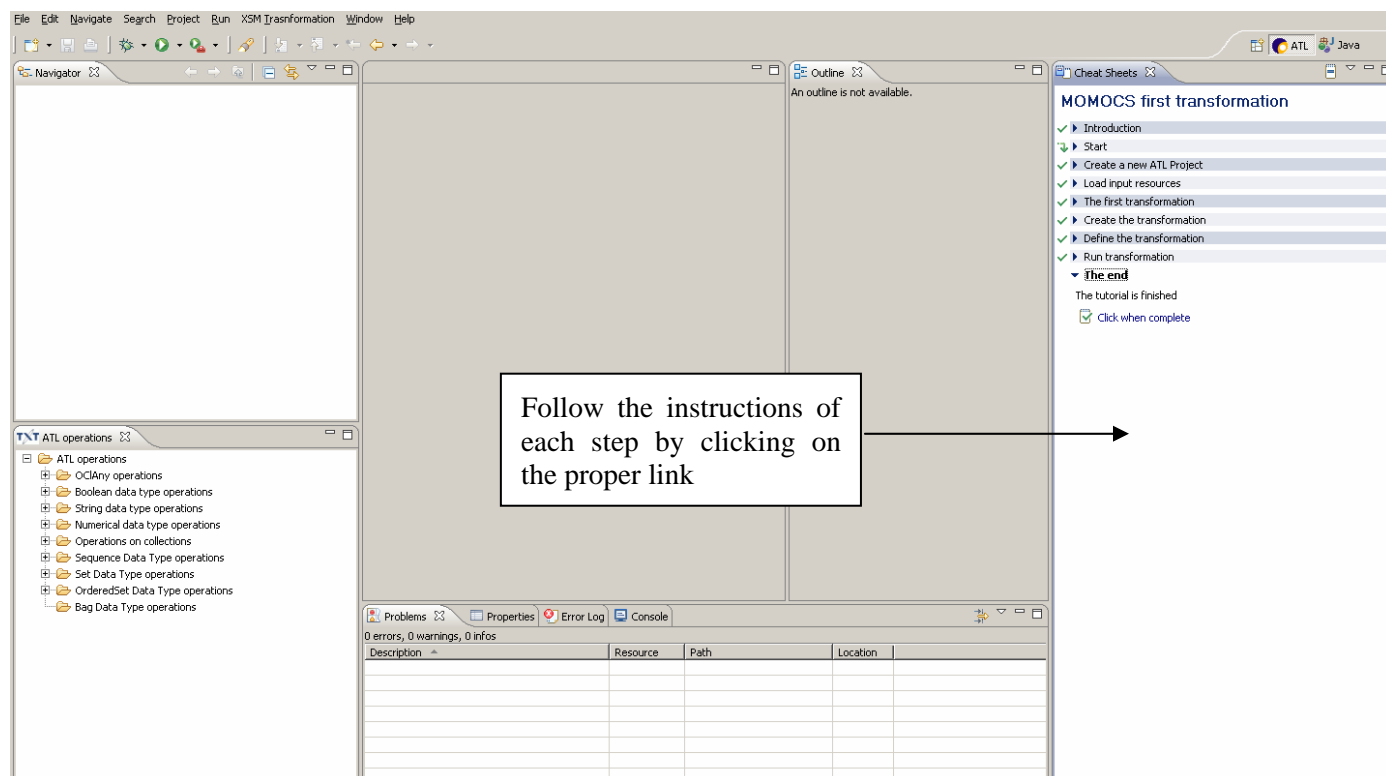 File Edit Navigate Search Project Run XSM Trasnformation Window Help
ATL Java
Navigator
Outline
An outline is not available.
Cheat Sheets
MOMOCS first transformation
Introduction
Start
Create a new ATL Project
Load input resources
The first transformation
Create the transformation
Define the transformation
Run transformation
The end
The tutorial is finished
Click when complete
Follow the instructions of
each step by clicking on
the proper link
TXT ATL operations
ATL operations
OClAny operations
Boolean data type operations
String data type operations
Numerical data type operations
Operations on collections
Sequence Data Type operations
Set Data Type operations
OrderedSet Data Type operations
Bag Data Type operations
Problems Properties Error Log Console
0 errors, 0 warnings, 0 infos
Description Resource Path Location